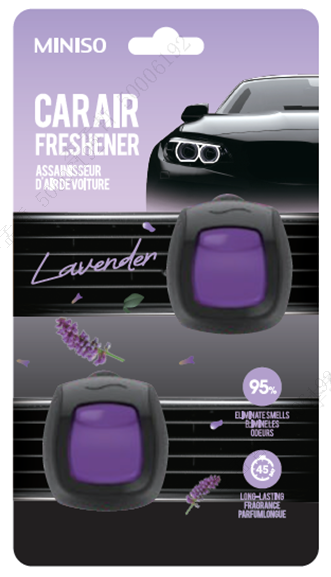 MINISO
CAR AIR
FRESHENER
ASSAINISSEUR
D'AIR DE VOITURE
Lavender
95%
ELIMINATE SMELLS
ÉLIMINE LES
ODEURS
45
LONG-LASTING
FRAGRANCE
PARFUM LONGUE